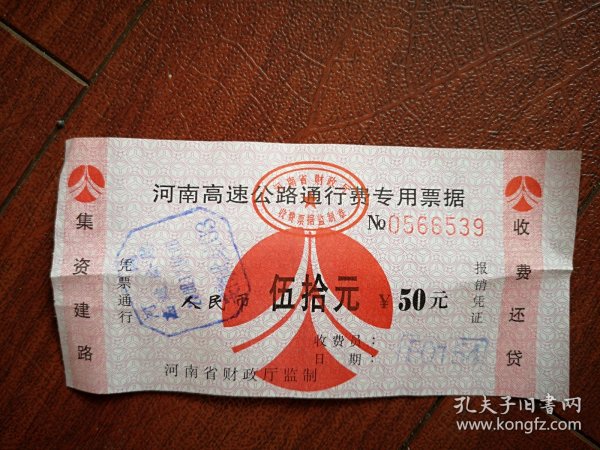 河南高速公路通行费专用票据
№0566539
集资建路
凭票通行
人民币 伍拾元 ¥50元
报销凭证
收费还贷
收费员：
日期：
河南省财政厅监制
孔夫子旧书网
www.kongfz.com